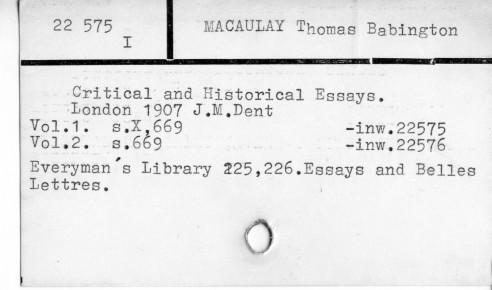 22 575
I
MACAULAY Thomas Babington
Critical and Historical Essays.
London 1907 J.M.Dent
Vol.1. s.X,669 -inw.22575
Vol.2. s.669 -inw.22576
Everyman's Library 225,226.Essays and Belles
Lettres.